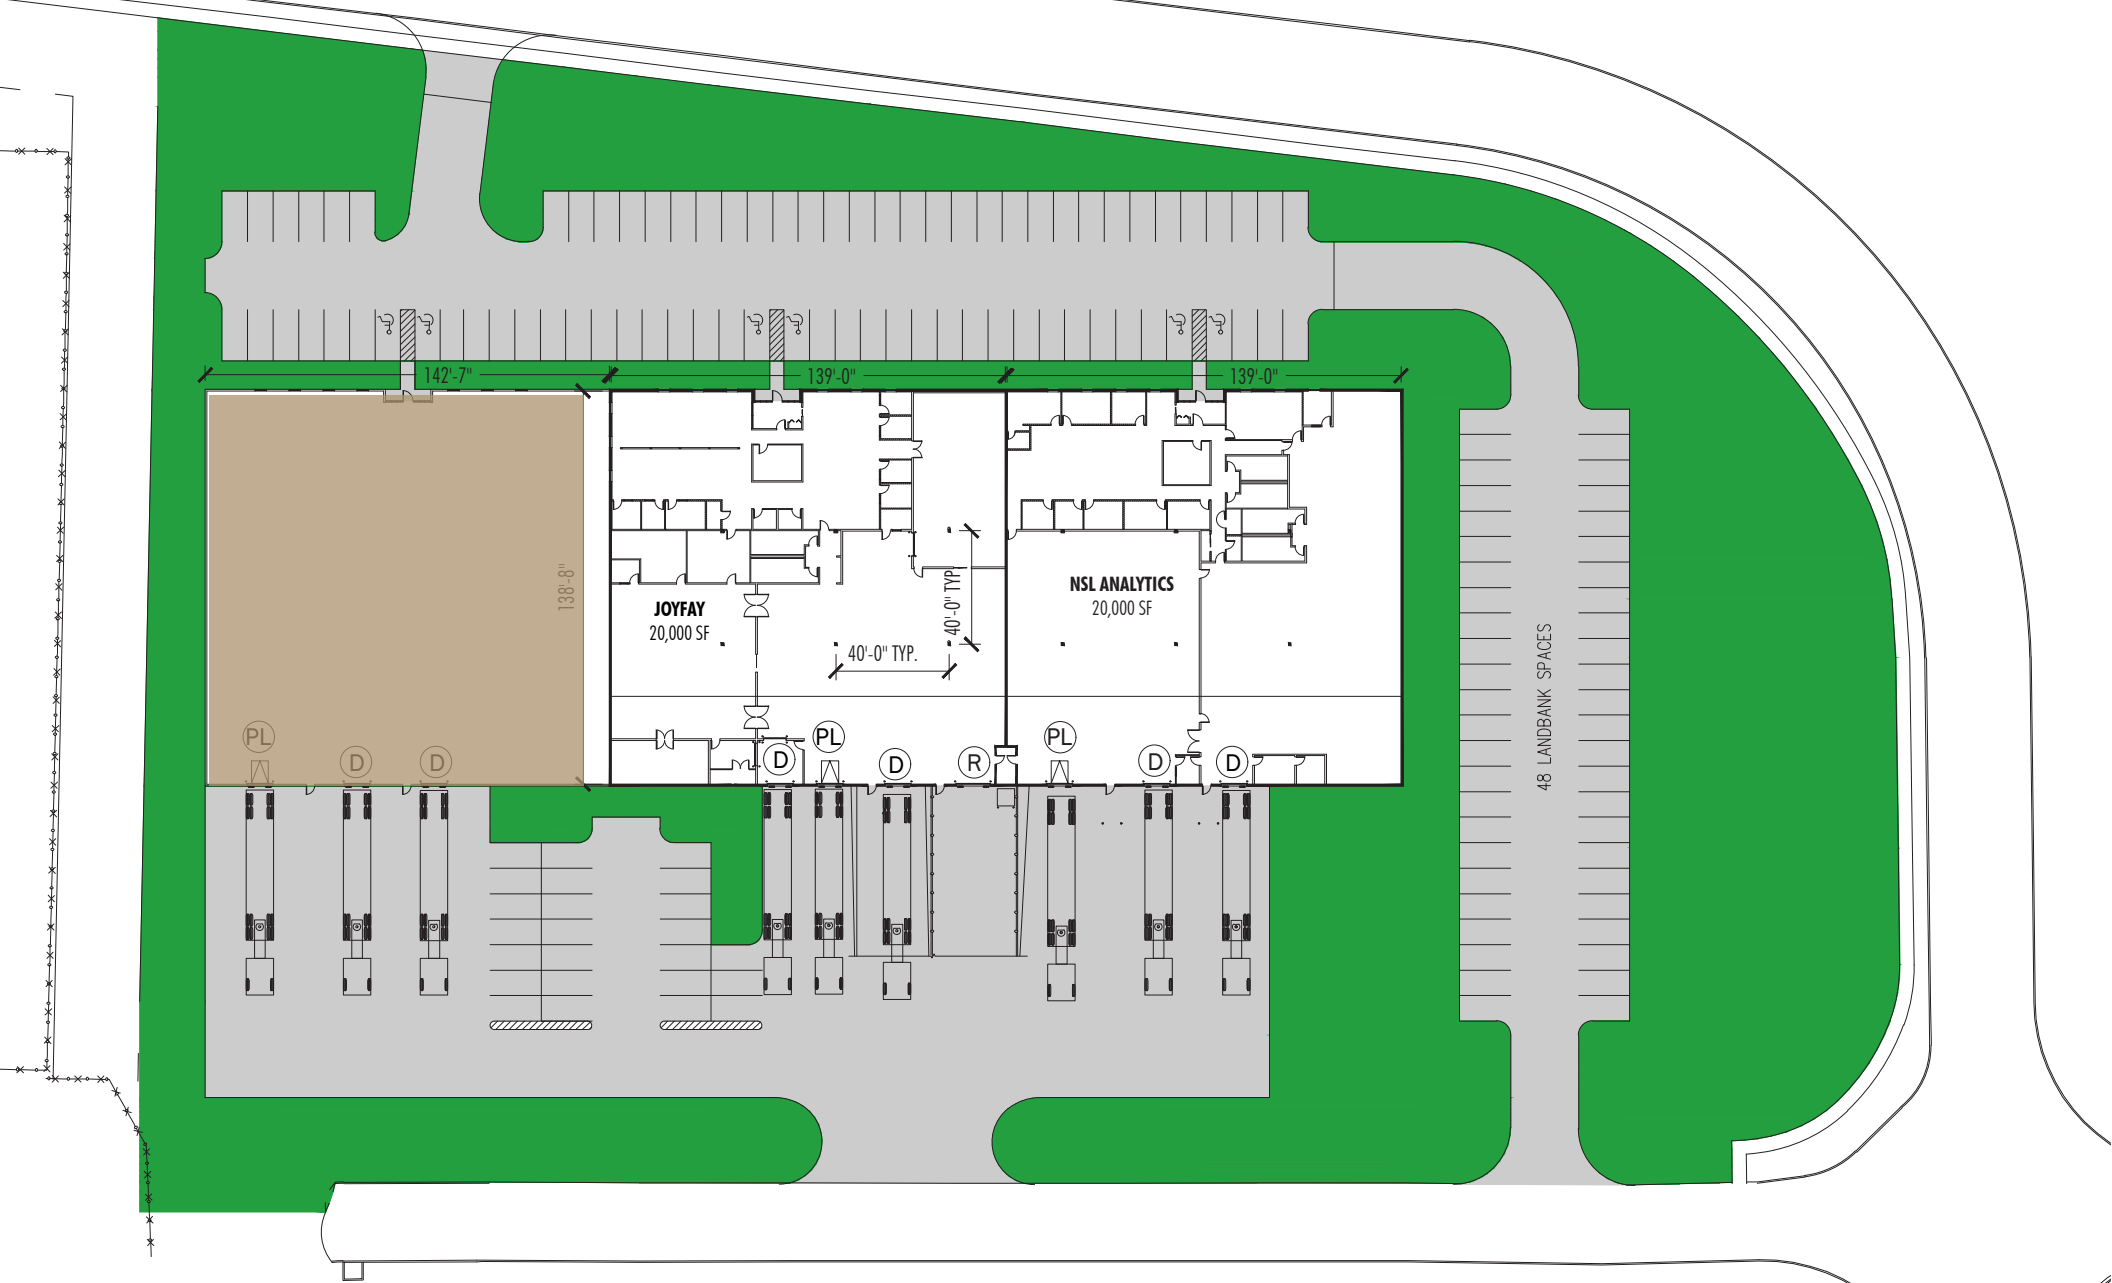 142'-7"
139'-0"
139'-0"
138'-8"
JOYFAY
20,000 SF
40'-0" TYP.
40'-0" TYP.
NSL ANALYTICS
20,000 SF
48 LANDBANK SPACES
PL
D
D
D
PL
D
R
PL
D
D